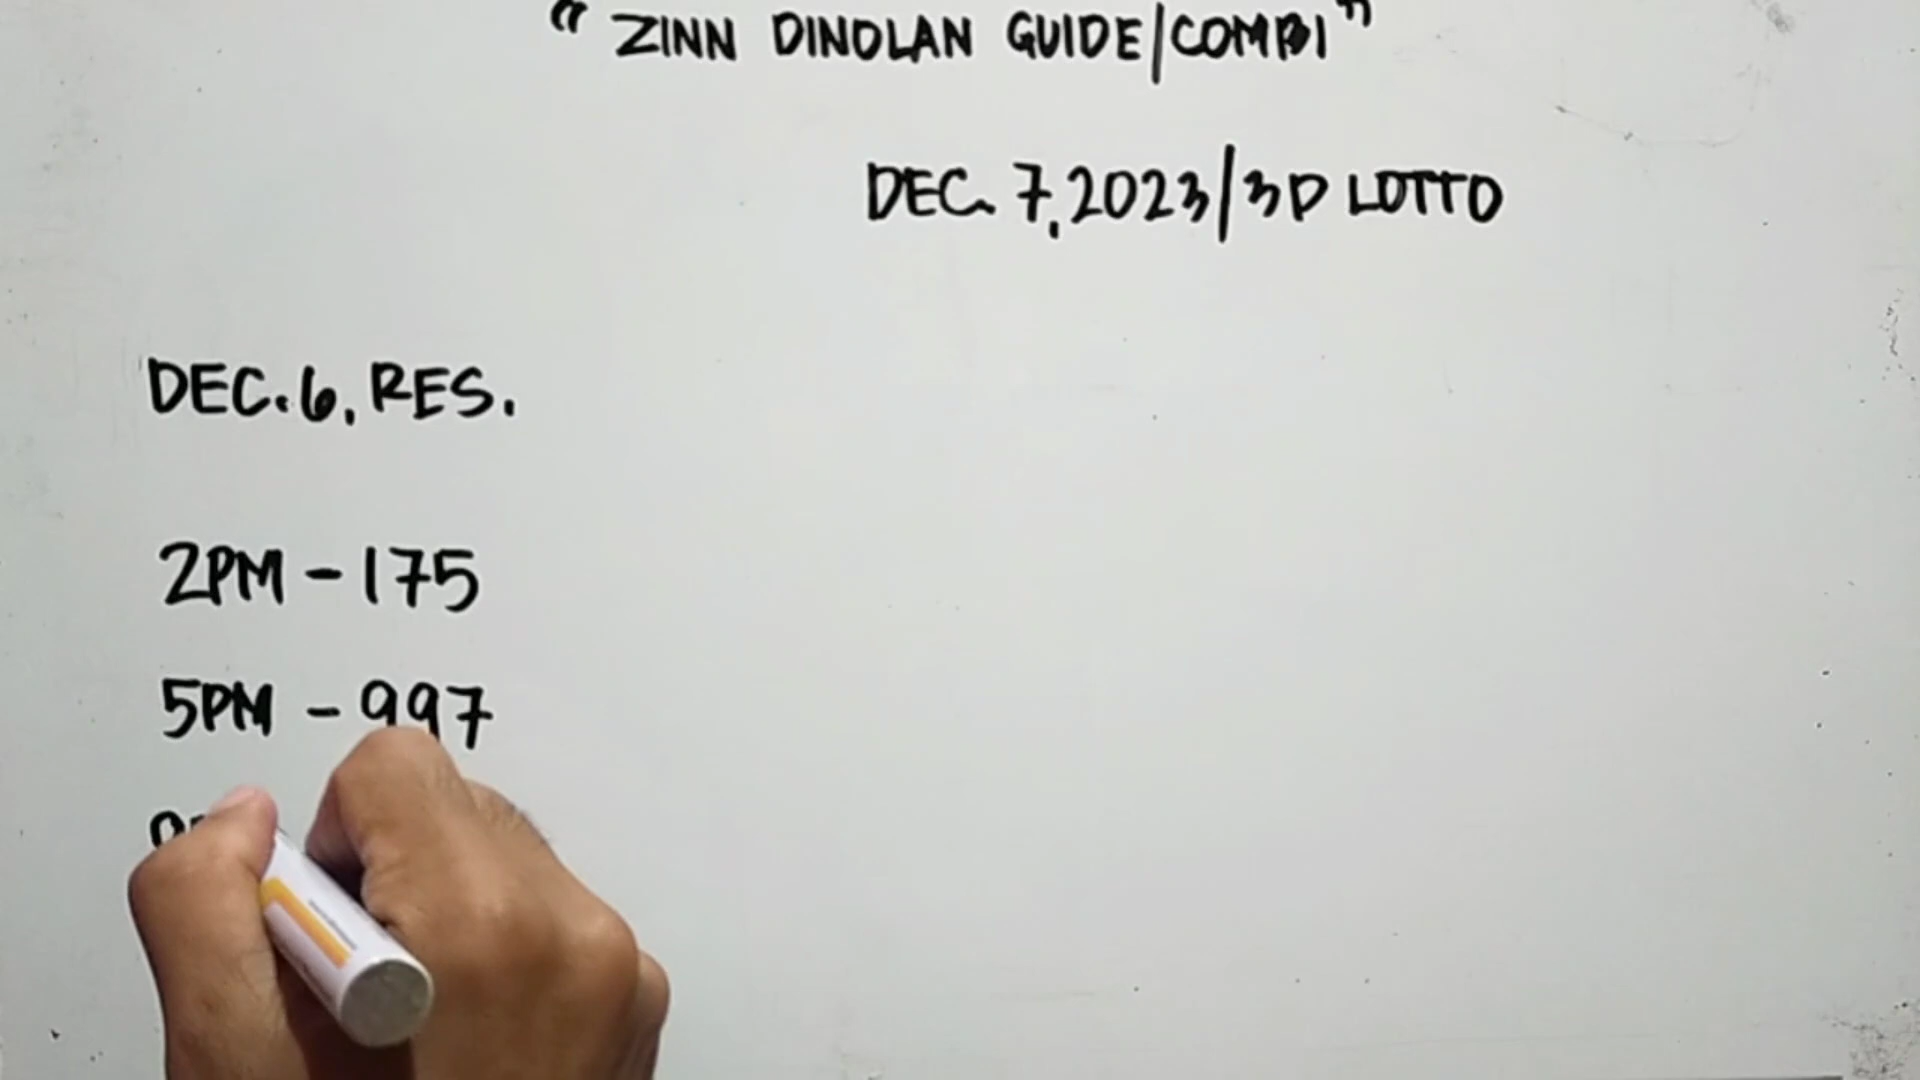 " ZINN DINOLAN GUIDE/COMBI "
DEC. 7, 2023/3D LOTTO
DEC. 6, RES.
2PM - 175
5PM - 997